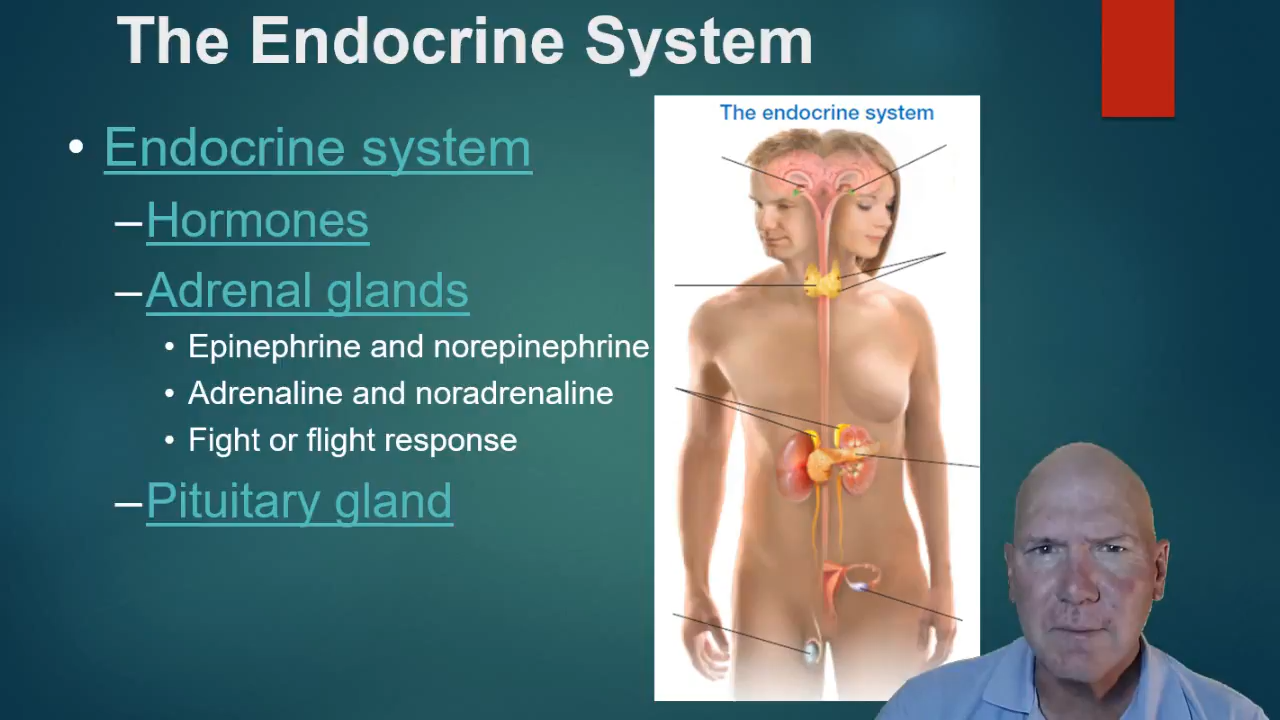 The Endocrine System
• Endocrine system
–Hormones
–Adrenal glands
• Epinephrine and norepinephrine
• Adrenaline and noradrenaline
• Fight or flight response
–Pituitary gland
The endocrine system